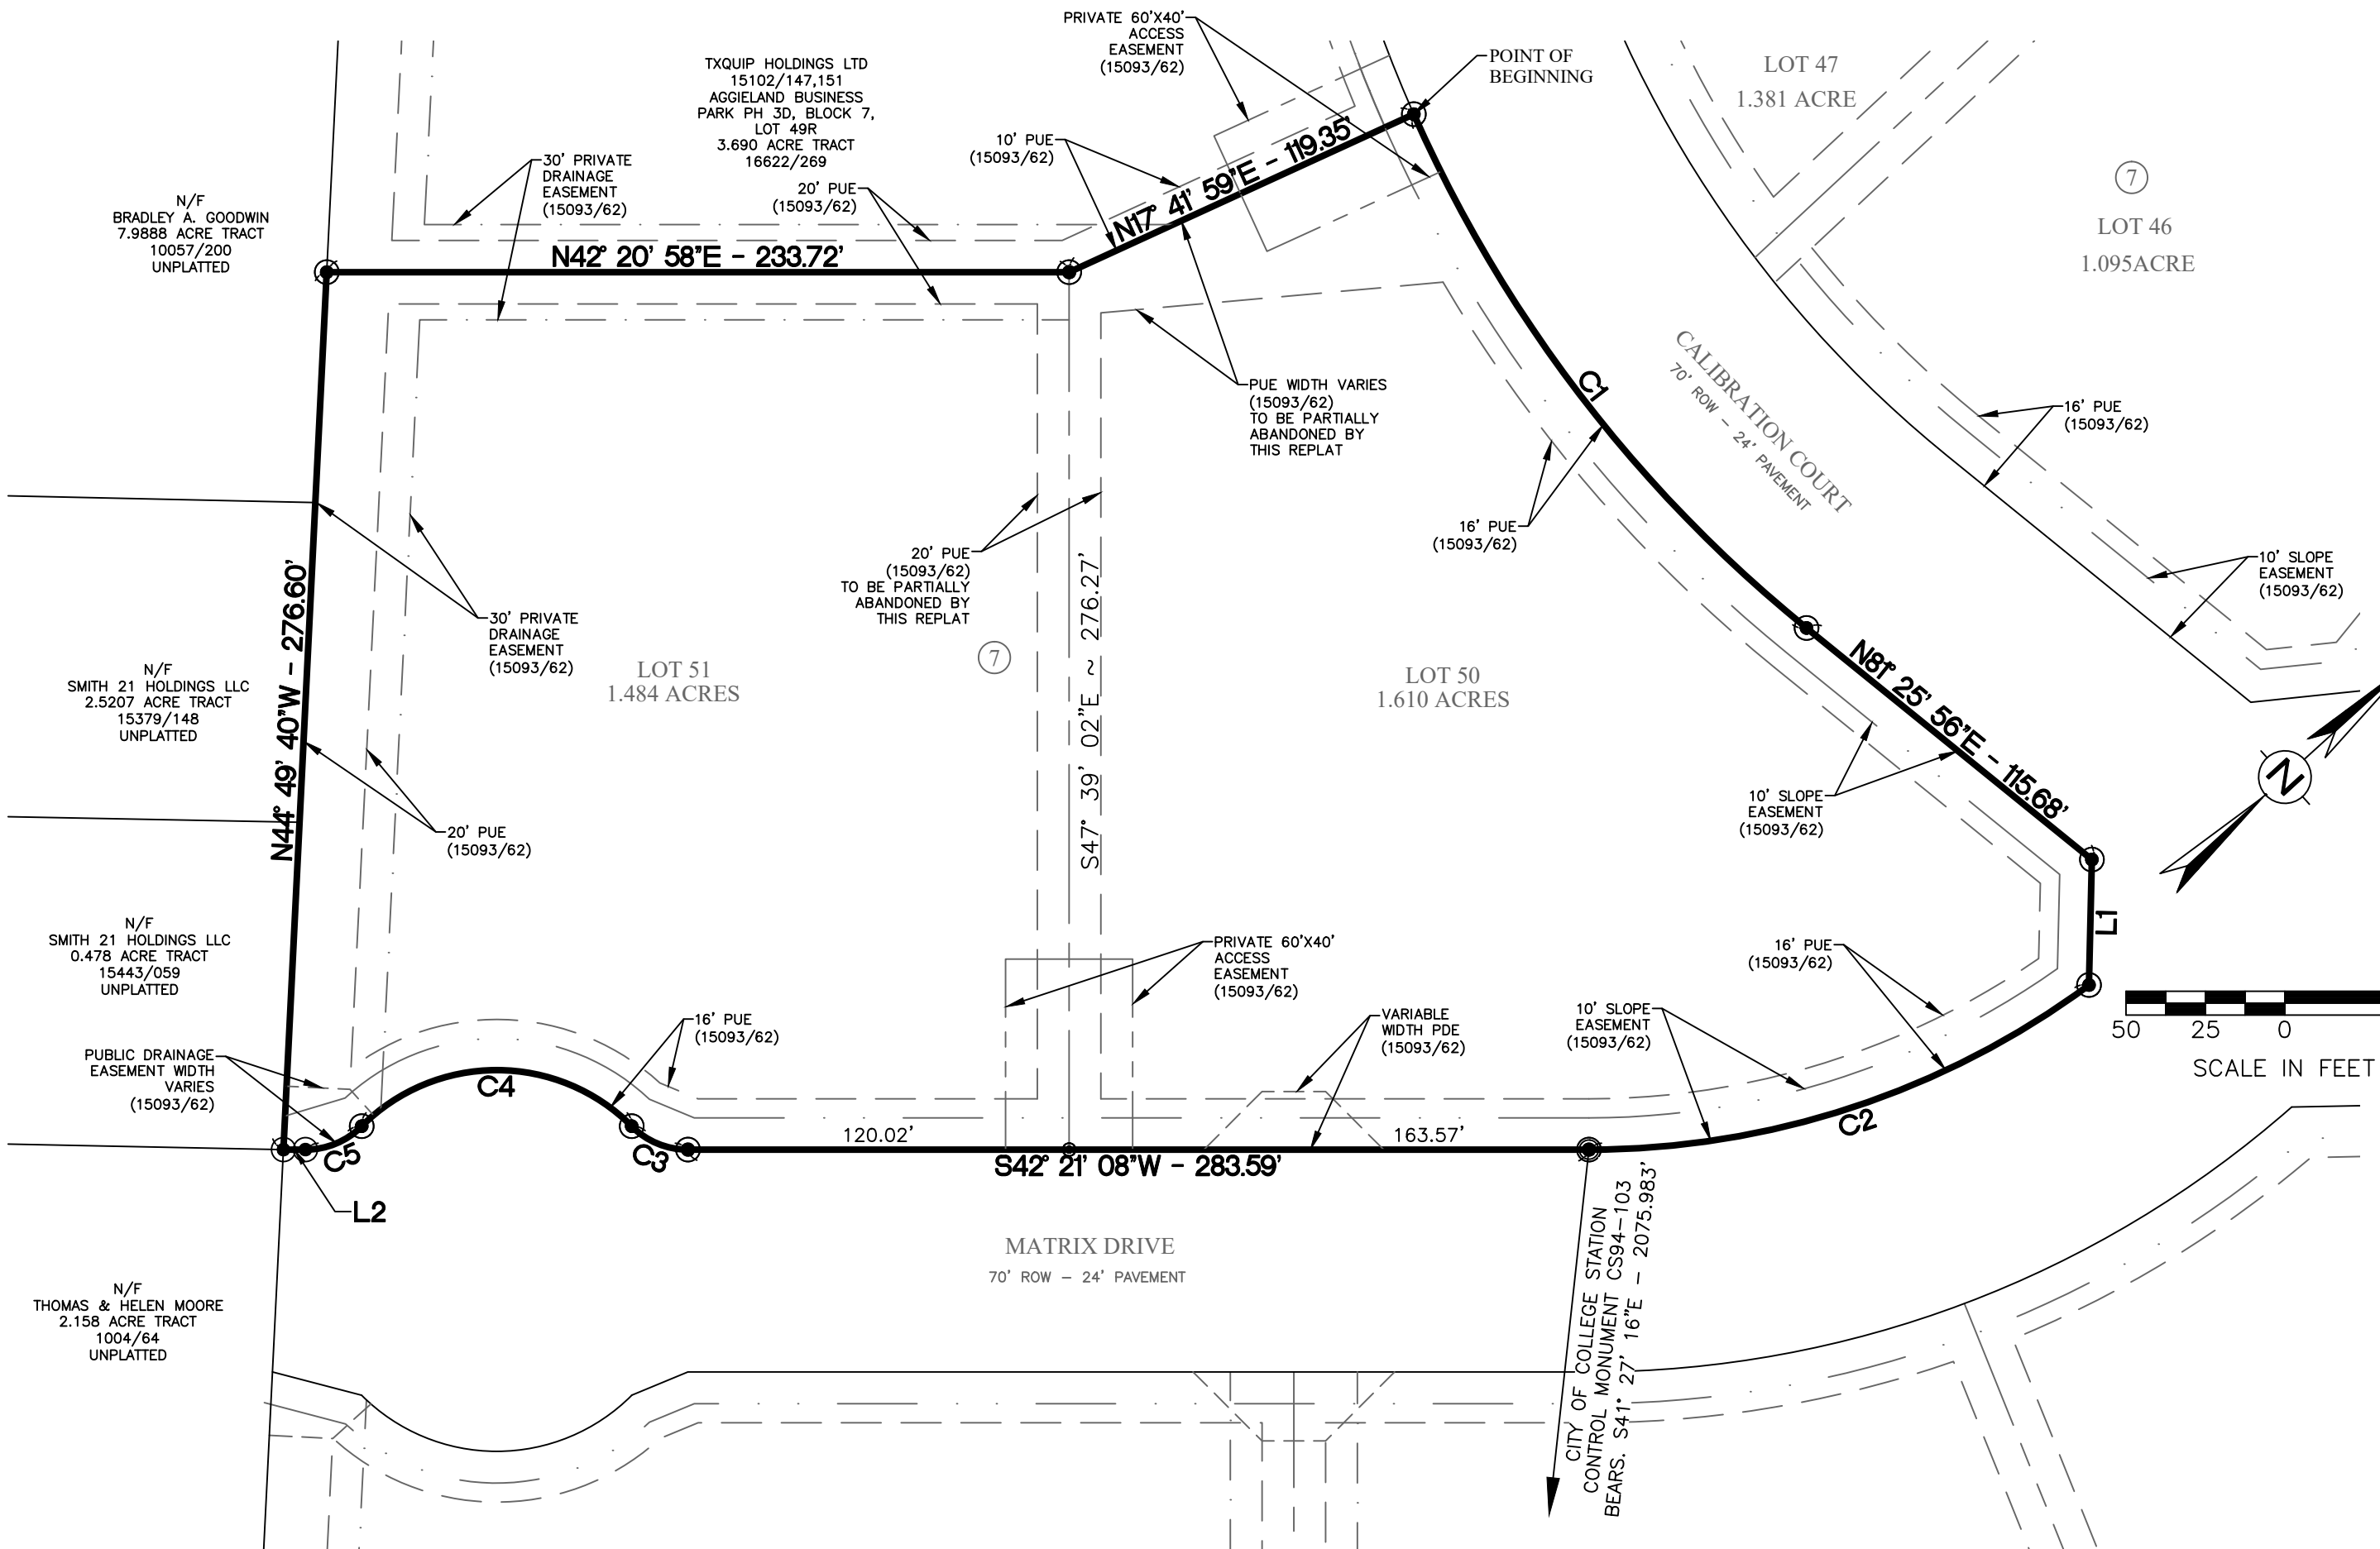 PRIVATE 60'X40'
ACCESS
EASEMENT
(15093/62)
POINT OF
BEGINNING
LOT 47
1.381 ACRE
TXQUIP HOLDINGS LTD
15102/147,151
AGGIELAND BUSINESS
PARK PH 3D, BLOCK 7,
LOT 49R
3.690 ACRE TRACT
16622/269
10' PUE
(15093/62)
30' PRIVATE
DRAINAGE
EASEMENT
(15093/62)
20' PUE
(15093/62)
N17° 41' 59"E - 119.35'
7
LOT 46
1.095ACRE
N/F
BRADLEY A. GOODWIN
7.9888 ACRE TRACT
10057/200
UNPLATTED
N42° 20' 58"E - 233.72'
C1
CALIBRATION COURT
70' ROW - 24' PAVEMENT
PUE WIDTH VARIES
(15093/62)
TO BE PARTIALLY
ABANDONED BY
THIS REPLAT
16' PUE
(15093/62)
16' PUE
(15093/62)
20' PUE
(15093/62)
TO BE PARTIALLY
ABANDONED BY
THIS REPLAT
10' SLOPE
EASEMENT
(15093/62)
N44° 49' 40"W - 276.60'
30' PRIVATE
DRAINAGE
EASEMENT
(15093/62)
S47° 39' 02"E ~ 276.27'
7
LOT 51
1.484 ACRES
LOT 50
1.610 ACRES
N81° 25' 56"E - 115.68'
N/F
SMITH 21 HOLDINGS LLC
2.5207 ACRE TRACT
15379/148
UNPLATTED
N
10' SLOPE
EASEMENT
(15093/62)
20' PUE
(15093/62)
L1
N/F
SMITH 21 HOLDINGS LLC
0.478 ACRE TRACT
15443/059
UNPLATTED
PRIVATE 60'X40'
ACCESS
EASEMENT
(15093/62)
16' PUE
(15093/62)
16' PUE
(15093/62)
VARIABLE
WIDTH PDE
(15093/62)
10' SLOPE
EASEMENT
(15093/62)
50 25 0
SCALE IN FEET
PUBLIC DRAINAGE
EASEMENT WIDTH
VARIES
(15093/62)
C4
C5
C3
120.02'
163.57'
C2
S42° 21' 08"W - 283.59'
L2
CITY OF COLLEGE STATION
CONTROL MONUMENT CS94-103
BEARS. S41° 27' 16"E - 2075.983'
MATRIX DRIVE
70' ROW - 24' PAVEMENT
N/F
THOMAS & HELEN MOORE
2.158 ACRE TRACT
1004/64
UNPLATTED